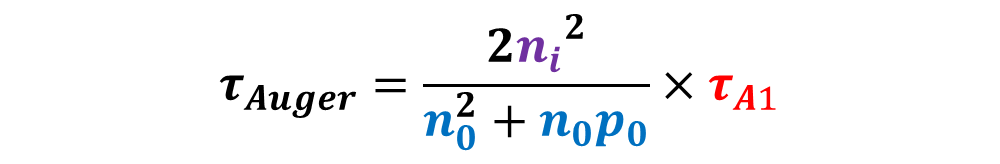 τ_Auger = 2n_i^2 / (n_0^2 + n_0p_0) × τ_A1